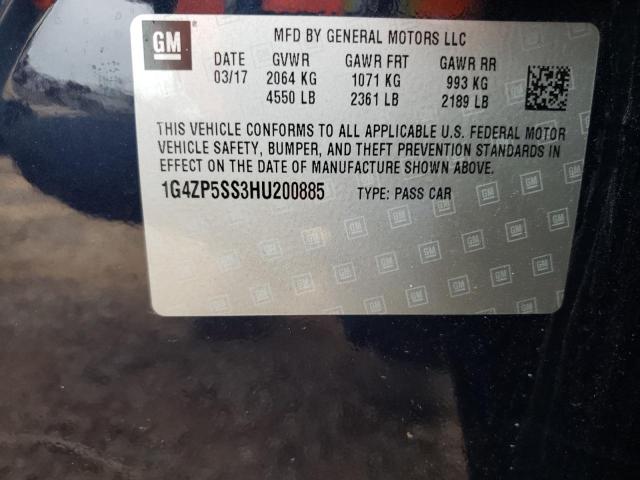 GM MFD BY GENERAL MOTORS LLC
DATE GVWR GAWR FRT GAWR RR
03/17 2064 KG 1071 KG 993 KG
4550 LB 2361 LB 2189 LB
THIS VEHICLE CONFORMS TO ALL APPLICABLE U.S. FEDERAL MOTOR
VEHICLE SAFETY, BUMPER, AND THEFT PREVENTION STANDARDS IN
EFFECT ON THE DATE OF MANUFACTURE SHOWN ABOVE.
1G4ZP5SS3HU200885 TYPE: PASS CAR